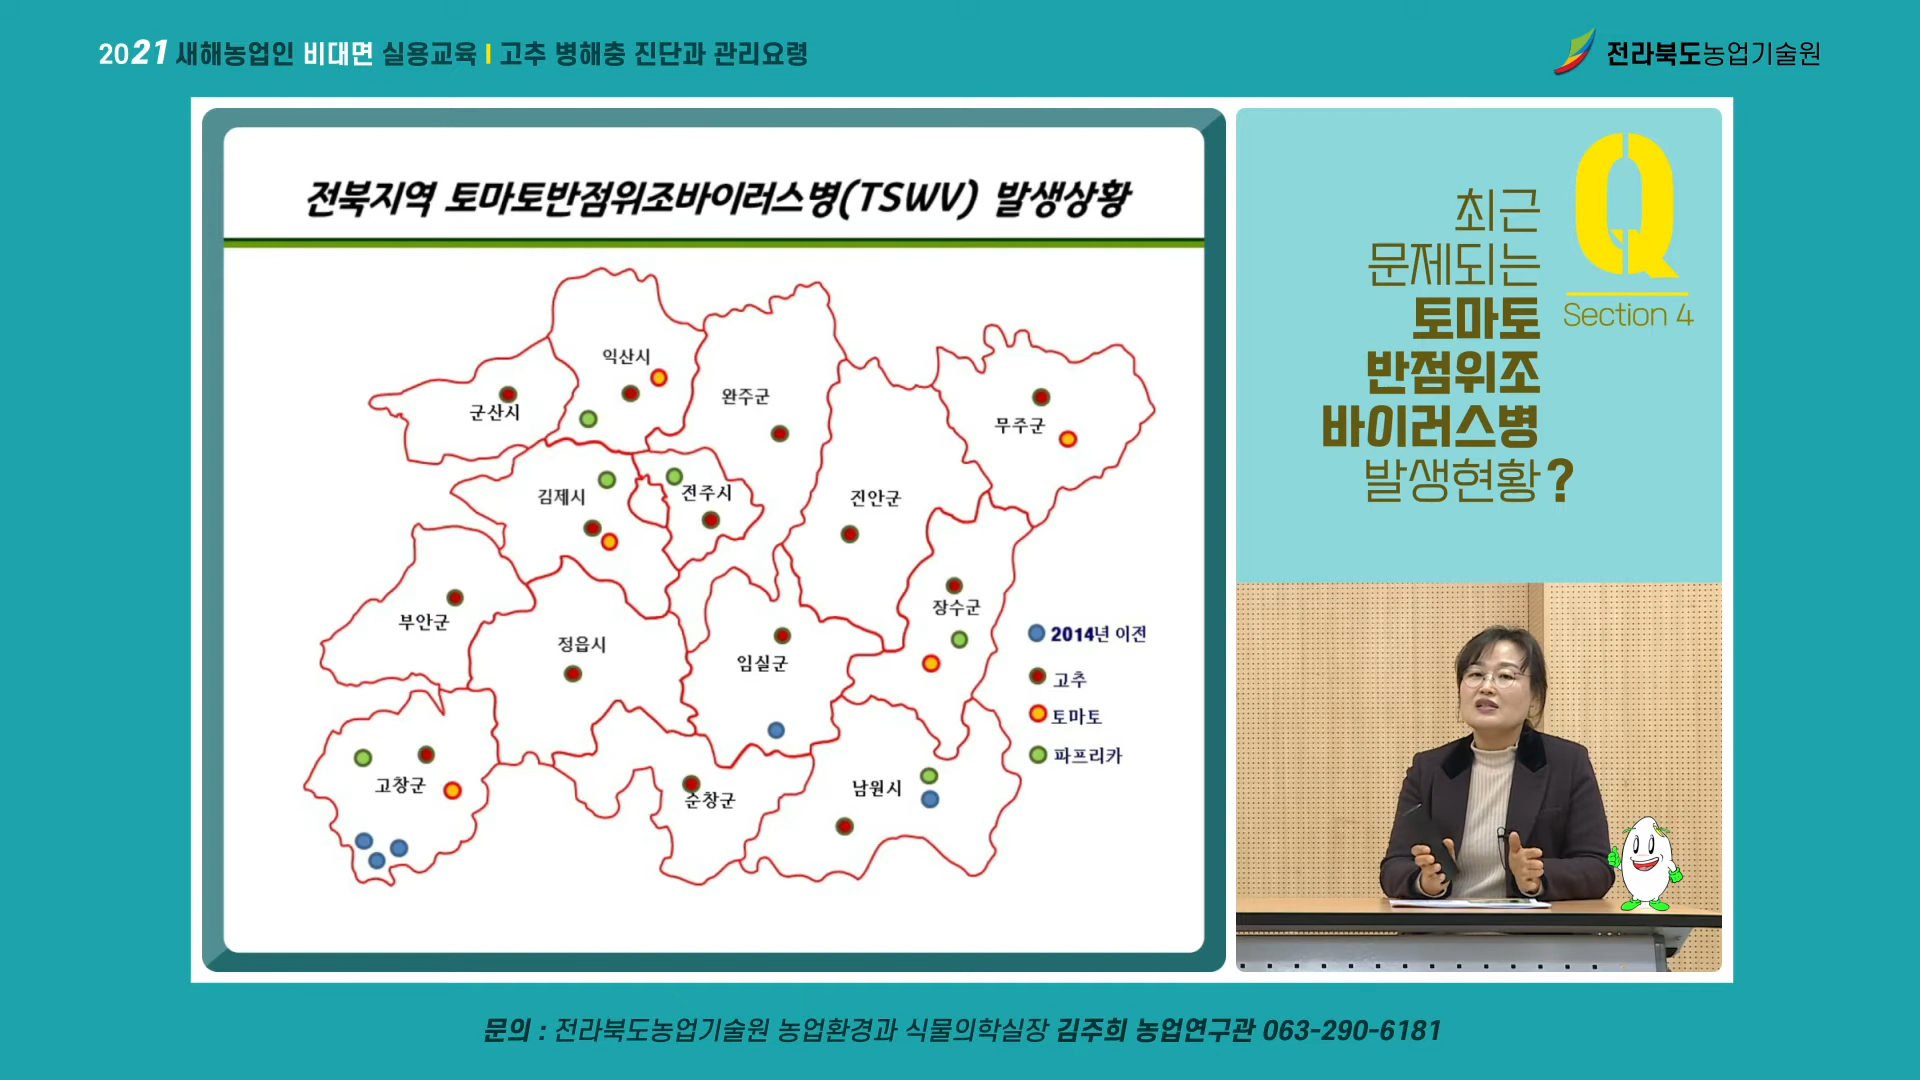 2021 새해농업인 비대면 실용교육 I 고추 병해충 진단과 관리요령
전라북도농업기술원
전북지역 토마토반점위조바이러스병(TSWV) 발생상황
익산시
군산시
완주군
무주군
김제시
전주시
진안군
부안군
정읍시
임실군
장수군
고창군
순창군
남원시
2014년 이전
고추
토마토
파프리카
Q
Section 4
최근
문제되는
토마토
반점위조
바이러스병
발생현황?
문의 : 전라북도농업기술원 농업환경과 식물의학실장 김주희 농업연구관 063-290-6181